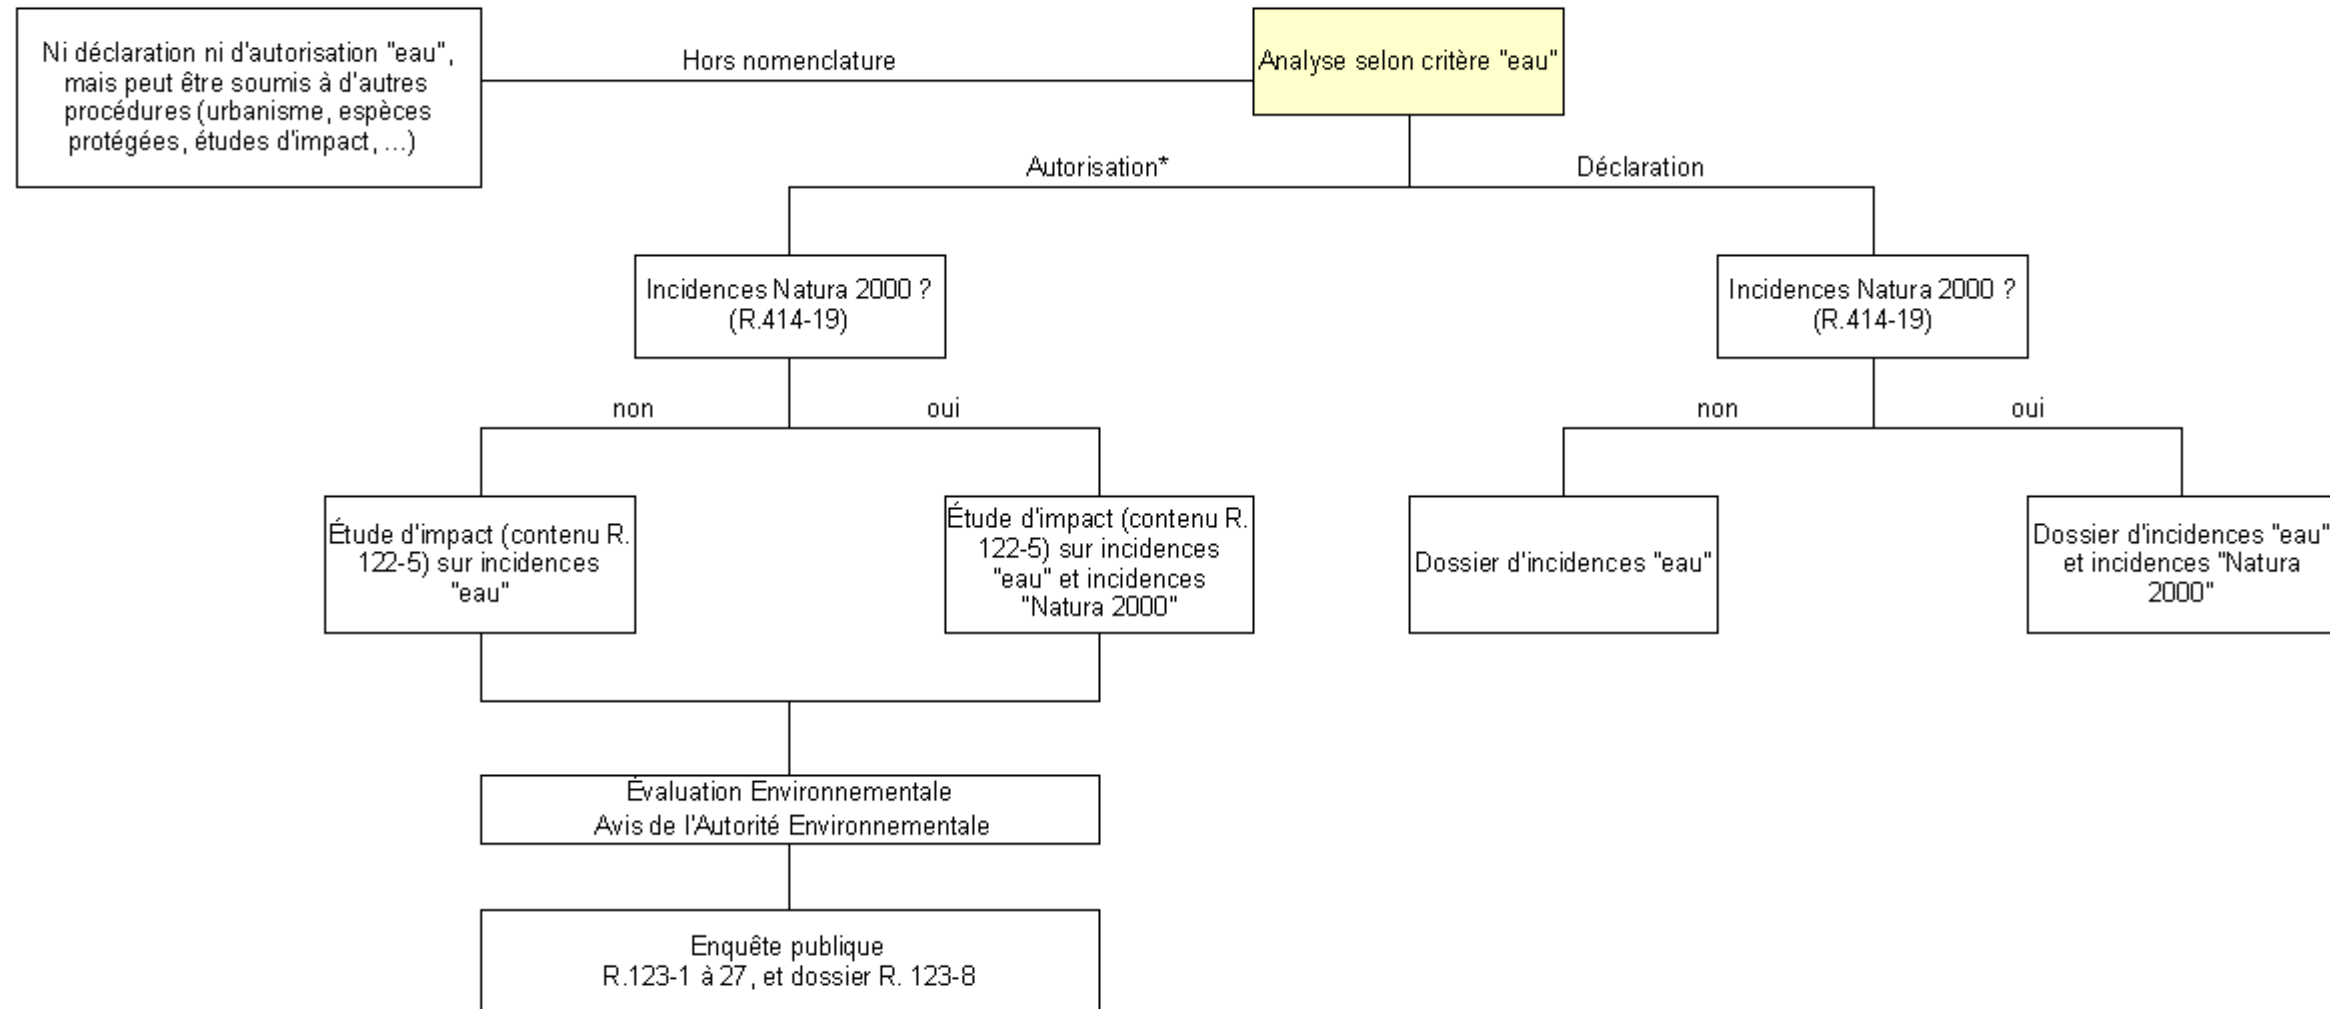 Ni déclaration ni d'autorisation "eau",
mais peut être soumis à d'autres
procédures (urbanisme, espèces
protégées, études d'impact, ...)
Hors nomenclature
Analyse selon critère "eau"
Autorisation*
Déclaration
Incidences Natura 2000 ?
(R.414-19)
Incidences Natura 2000 ?
(R.414-19)
non
oui
non
oui
Étude d'impact (contenu R.
122-5) sur incidences
"eau"
Étude d'impact (contenu R.
122-5) sur incidences
"eau" et incidences
"Natura 2000"
Dossier d'incidences "eau"
Dossier d'incidences "eau"
et incidences "Natura
2000"
Évaluation Environnementale
Avis de l'Autorité Environnementale
Enquête publique
R.123-1 à 27, et dossier R. 123-8